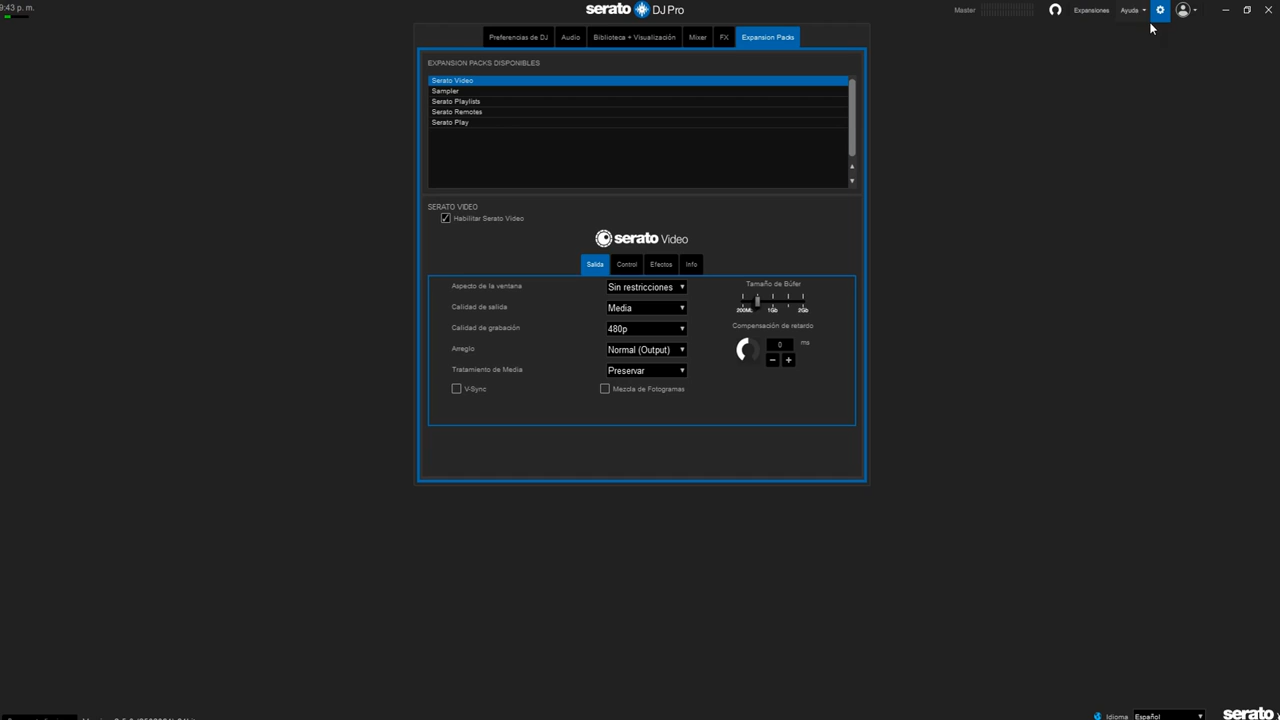 9:43 p. m.
serato DJ Pro
Master
Expansiones
Ayuda
Preferencias de DJ
Audio
Biblioteca + Visualización
Mixer
FX
Expansion Packs
EXPANSION PACKS DISPONIBLES
Serato Video
Sampler
Serato Playlists
Serato Remotes
Serato Play
SERATO VIDEO
Habilitar Serato Video
serato Video
Salida
Control
Efectos
Info
Aspecto de la ventana
Sin restricciones
Tamaño de Búfer
200Mb 1Gb 2Gb
Calidad de salida
Media
Calidad de grabación
480p
Compensación de retardo
0 ms
Arreglo
Normal (Output)
Tratamiento de Media
Preservar
V-Sync
Mezcla de Fotogramas
Idioma
Español
serato